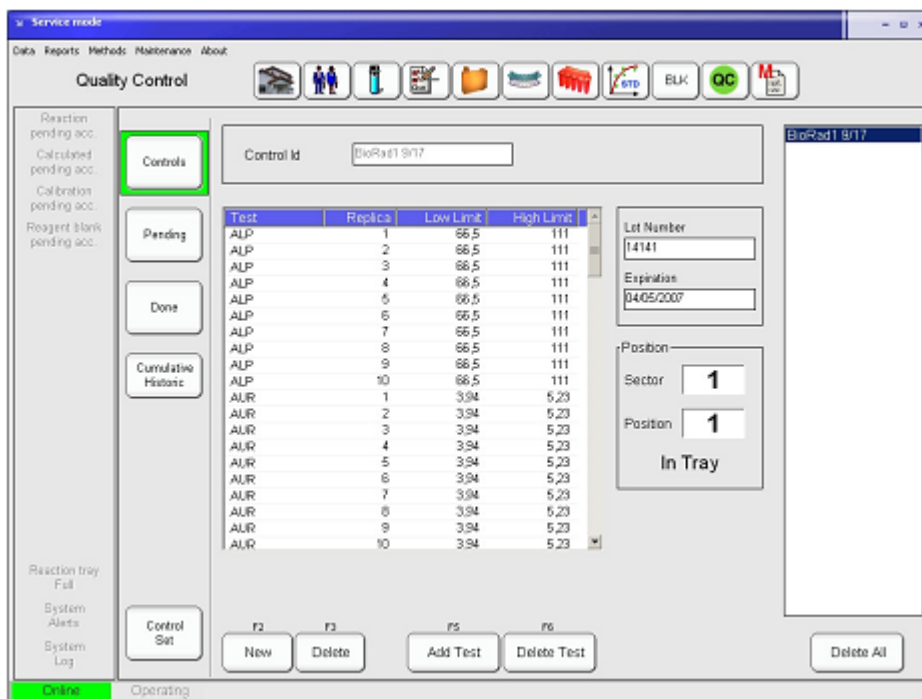 Service mode
Data Reports Methods Maintenance About
Quality Control
STD
BLK
QC
M
Reaction
pending acc.
Calculated
pending acc.
Calibration
pending acc.
Reagent blank
pending acc.
Reaction tray
Full
System
Alerts
System
Log
Controls
Pending
Done
Cumulative
Historic
Control
Set
Control Id BioRad1 9/17
Test Replica Low Limit High Limit
ALP 1 66,5 111
ALP 2 66,5 111
ALP 3 66,5 111
ALP 4 66,5 111
ALP 5 66,5 111
ALP 6 66,5 111
ALP 7 66,5 111
ALP 8 66,5 111
ALP 9 66,5 111
ALP 10 66,5 111
AUR 1 3,94 5,23
AUR 2 3,94 5,23
AUR 3 3,94 5,23
AUR 4 3,94 5,23
AUR 5 3,94 5,23
AUR 6 3,94 5,23
AUR 7 3,94 5,23
AUR 8 3,94 5,23
AUR 9 3,94 5,23
AUR 10 3,94 5,23
Lot Number
14141
Expiration
04/05/2007
Position
Sector 1
Position 1
In Tray
BioRad1 9/17
F2 F3 F5 F6
New Delete Add Test Delete Test Delete All
Online Operating